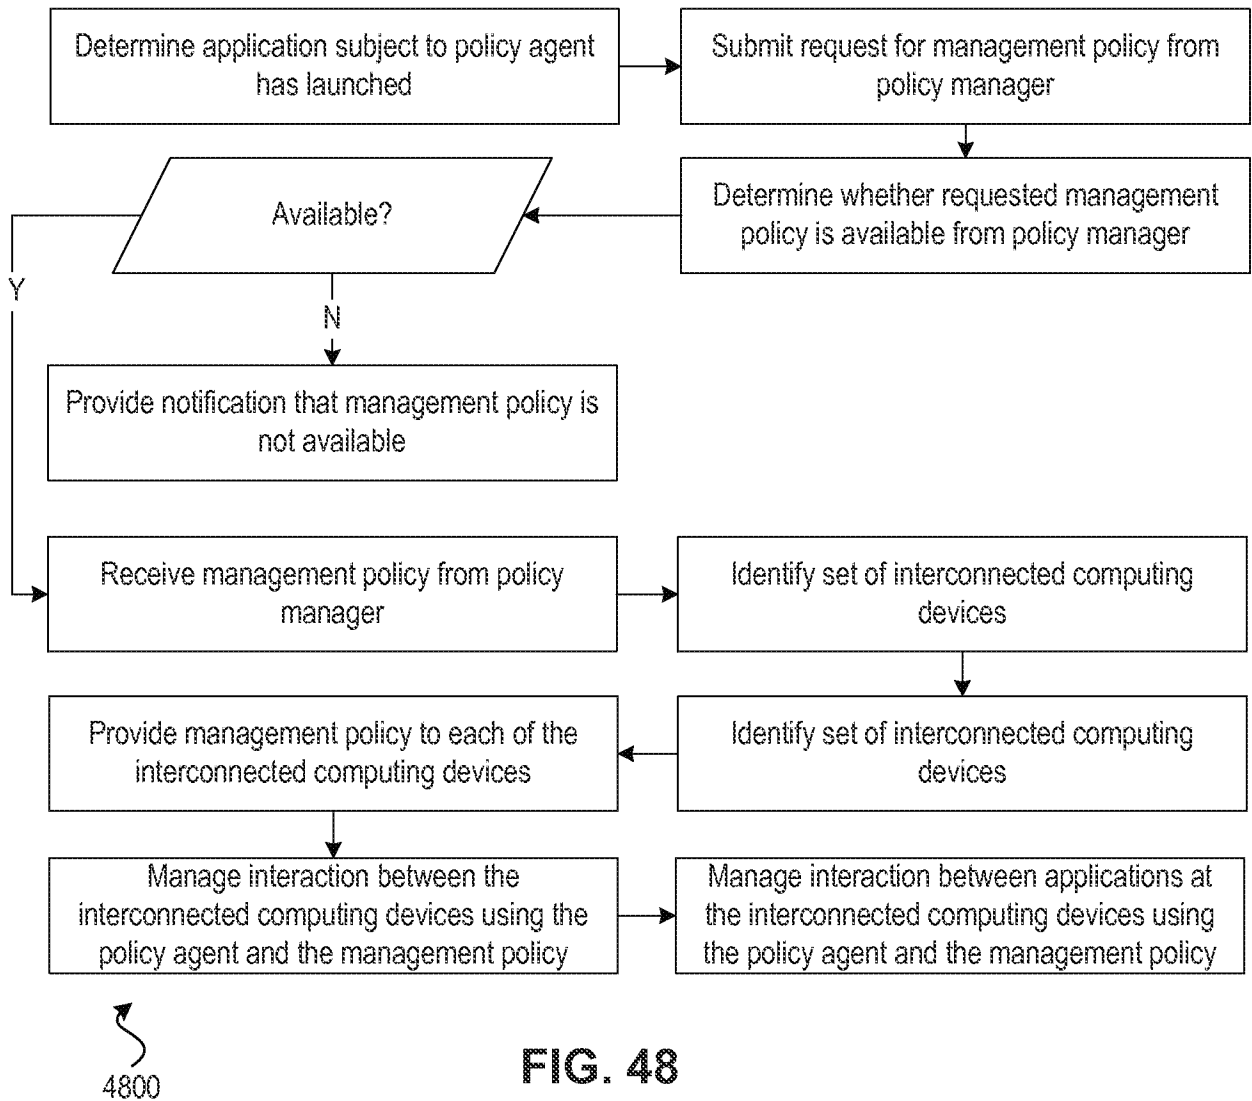 Determine application subject to policy agent
has launched
Submit request for management policy from
policy manager
Determine whether requested management
policy is available from policy manager
Available?
Y
N
Provide notification that management policy is
not available
Receive management policy from policy
manager
Identify set of interconnected computing
devices
Identify set of interconnected computing
devices
Provide management policy to each of the
interconnected computing devices
Manage interaction between the
interconnected computing devices using the
policy agent and the management policy
Manage interaction between applications at
the interconnected computing devices using
the policy agent and the management policy
4800
FIG. 48